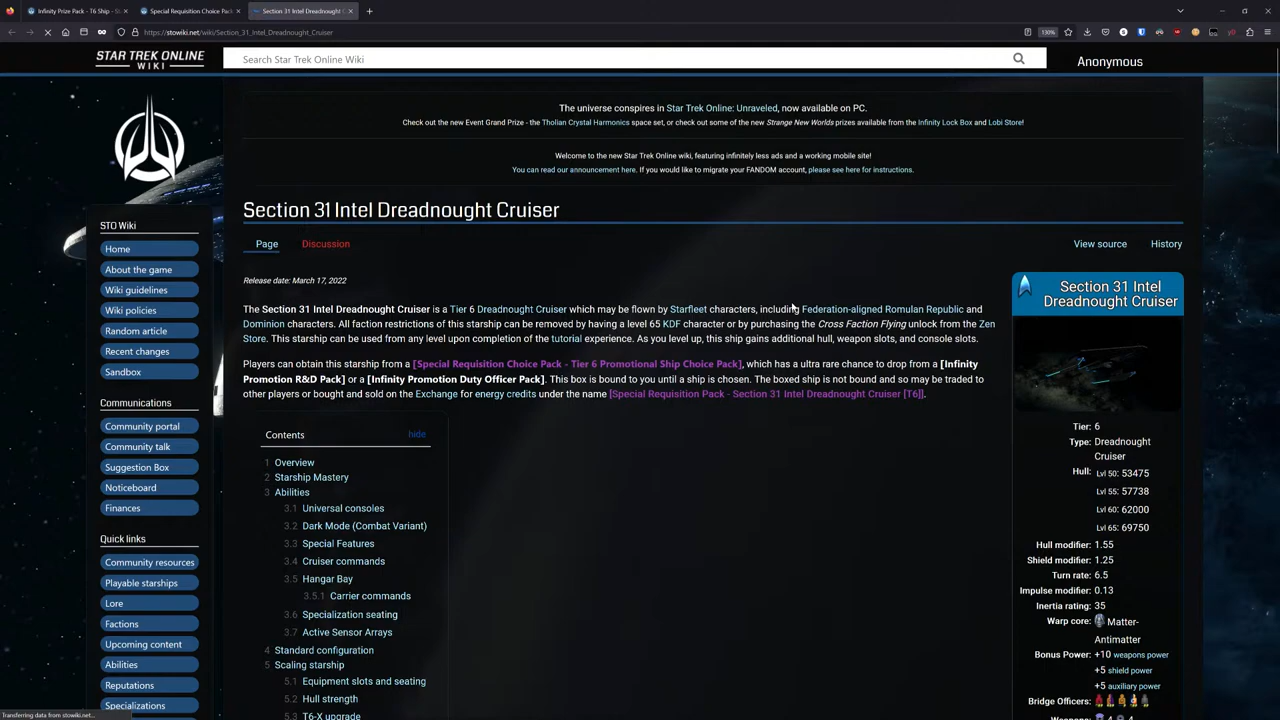 Infinity Prize Pack - T6 Ship - St
Special Requisition Choice Pack
Section 31 Intel Dreadnought C
https://stowiki.net/wiki/Section_31_Intel_Dreadnought_Cruiser
130%
STAR TREK ONLINE
WIKI
Search Star Trek Online Wiki
Anonymous
The universe conspires in Star Trek Online: Unraveled, now available on PC.
Check out the new Event Grand Prize - the Tholian Crystal Harmonics space set, or check out some of the new Strange New Worlds prizes available from the Infinity Lock Box and Lobi Store!
Welcome to the new Star Trek Online wiki, featuring infinitely less ads and a working mobile site!
You can read our announcement here. If you would like to migrate your FANDOM account, please see here for instructions.
Section 31 Intel Dreadnought Cruiser
Page
Discussion
View source
History
STO Wiki
Home
About the game
Wiki guidelines
Wiki policies
Random article
Recent changes
Sandbox
Communications
Community portal
Community talk
Suggestion Box
Noticeboard
Finances
Quick links
Community resources
Playable starships
Lore
Factions
Upcoming content
Abilities
Reputations
Specializations
Release date: March 17, 2022
The Section 31 Intel Dreadnought Cruiser is a Tier 6 Dreadnought Cruiser which may be flown by Starfleet characters, including Federation-aligned Romulan Republic and
Dominion characters. All faction restrictions of this starship can be removed by having a level 65 KDF character or by purchasing the Cross Faction Flying unlock from the Zen
Store. This starship can be used from any level upon completion of the tutorial experience. As you level up, this ship gains additional hull, weapon slots, and console slots.
Players can obtain this starship from a [Special Requisition Choice Pack - Tier 6 Promotional Ship Choice Pack], which has a ultra rare chance to drop from a [Infinity
Promotion R&D Pack] or a [Infinity Promotion Duty Officer Pack]. This box is bound to you until a ship is chosen. The boxed ship is not bound and so may be traded to
other players or bought and sold on the Exchange for energy credits under the name [Special Requisition Pack - Section 31 Intel Dreadnought Cruiser [T6]].
Contents
hide
1 Overview
2 Starship Mastery
3 Abilities
3.1 Universal consoles
3.2 Dark Mode (Combat Variant)
3.3 Special Features
3.4 Cruiser commands
3.5 Hangar Bay
3.5.1 Carrier commands
3.6 Specialization seating
3.7 Active Sensor Arrays
4 Standard configuration
5 Scaling starship
5.1 Equipment slots and seating
5.2 Hull strength
5.3 T6-X upgrade
Section 31 Intel
Dreadnought Cruiser
Tier: 6
Type: Dreadnought
Cruiser
Hull: Lvl 50: 53475
Lvl 55: 57738
Lvl 60: 62000
Lvl 65: 69750
Hull modifier: 1.55
Shield modifier: 1.25
Turn rate: 6.5
Impulse modifier: 0.13
Inertia rating: 35
Warp core: Matter-
Antimatter
Bonus Power: +10 weapons power
+5 shield power
+5 auxiliary power
Bridge Officers:
Transferring data from stowiki.net...